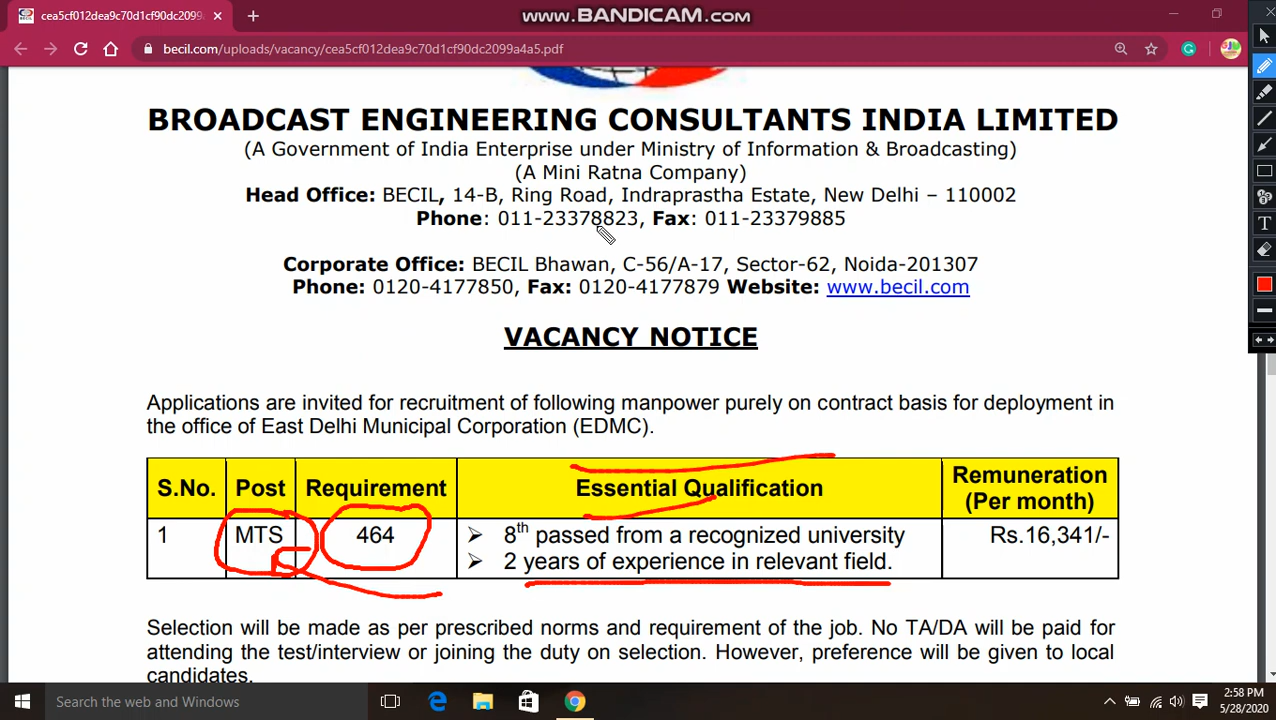 cea5cf012dea9c70d1cf90dc2099
www.BANDICAM.com
becil.com/uploads/vacancy/cea5cf012dea9c70d1cf90dc2099a4a5.pdf
BROADCAST ENGINEERING CONSULTANTS INDIA LIMITED
(A Government of India Enterprise under Ministry of Information & Broadcasting)
(A Mini Ratna Company)
Head Office: BECIL, 14-B, Ring Road, Indraprastha Estate, New Delhi – 110002
Phone: 011-23378823, Fax: 011-23379885
Corporate Office: BECIL Bhawan, C-56/A-17, Sector-62, Noida-201307
Phone: 0120-4177850, Fax: 0120-4177879 Website: www.becil.com
VACANCY NOTICE
Applications are invited for recruitment of following manpower purely on contract basis for deployment in
the office of East Delhi Municipal Corporation (EDMC).
S.No. Post Requirement Essential Qualification Remuneration (Per month)
1 MTS 464 8th passed from a recognized university Rs.16,341/-
2 years of experience in relevant field.
Selection will be made as per prescribed norms and requirement of the job. No TA/DA will be paid for
attending the test/interview or joining the duty on selection. However, preference will be given to local
candidates.
Search the web and Windows
2:58 PM
5/28/2020